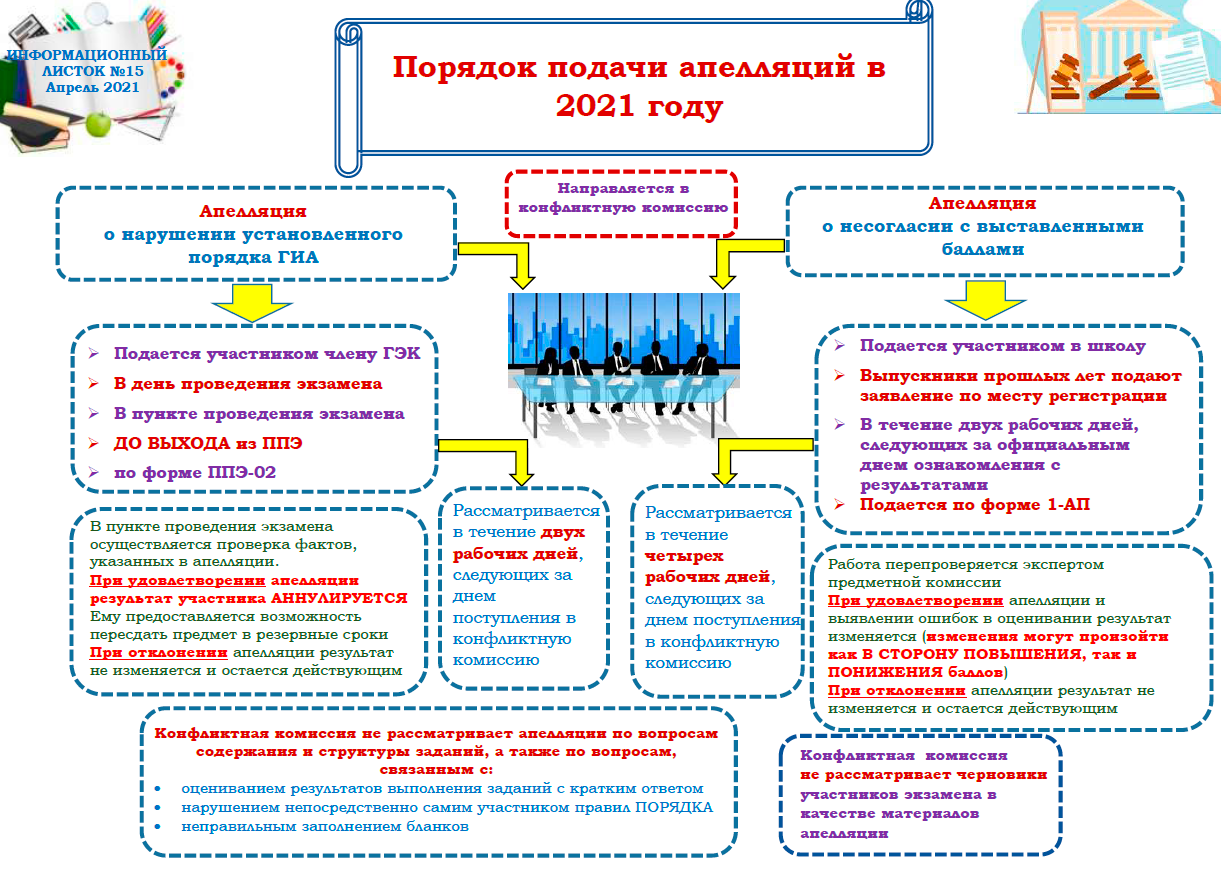 ИНФОРМАЦИОННЫЙ
ЛИСТОК №15
Апрель 2021
Порядок подачи апелляций в
2021 году
Направляется в
конфликтную комиссию
Апелляция
о нарушении установленного
порядка ГИА
Апелляция
о несогласии с выставленными
баллами
Подается участником члену ГЭК
В день проведения экзамена
В пункте проведения экзамена
ДО ВЫХОДА из ППЭ
по форме ППЭ-02
Подается участником в школу
Выпускники прошлых лет подают
заявление по месту регистрации
В течение двух рабочих дней,
следующих за официальным
днем ознакомления с
результатами
Подается по форме 1-АП
В пункте проведения экзамена
осуществляется проверка фактов,
указанных в апелляции.
При удовлетворении апелляции
результат участника АННУЛИРУЕТСЯ
Ему предоставляется возможность
пересдать предмет в резервные сроки
При отклонении апелляции результат
не изменяется и остается действующим
Рассматривается
в течение двух
рабочих дней,
следующих за
днем
поступления в
конфликтную
комиссию
Рассматривается
в течение
четырех
рабочих дней,
следующих за
днем поступления
в конфликтную
комиссию
Работа перепроверяется экспертом
предметной комиссии
При удовлетворении апелляции и
выявлении ошибок в оценивании результат
изменяется (изменения могут произойти
как В СТОРОНУ ПОВЫШЕНИЯ, так и
ПОНИЖЕНИЯ баллов)
При отклонении апелляции результат не
изменяется и остается действующим
Конфликтная комиссия не рассматривает апелляции по вопросам
содержания и структуры заданий, а также по вопросам,
связанным с:
• оцениванием результатов выполнения заданий с кратким ответом
• нарушением непосредственно самим участником правил ПОРЯДКА
• неправильным заполнением бланков
Конфликтная комиссия
не рассматривает черновики
участников экзамена в
качестве материалов
апелляции